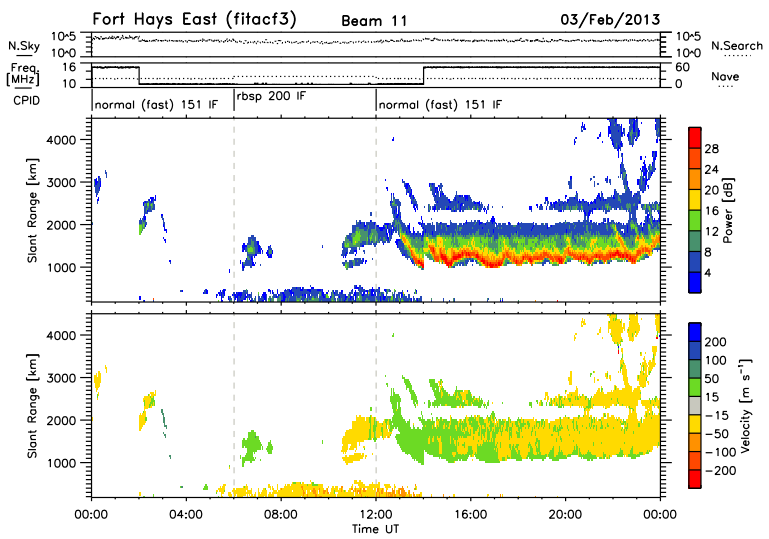 Fort Hays East (fitacf3) Beam 11 03/Feb/2013
N.Sky 10^5 10^0 10^5 10^0 N.Search
Freq. [MHz] 16 10 60 0 Nave
CPID normal (fast) 151 IF rbsp 200 IF normal (fast) 151 IF
Slant Range [km] 4000 3000 2000 1000
28 24 20 16 12 8 4 Power [dB]
Slant Range [km] 4000 3000 2000 1000
200 100 50 15 -15 -50 -100 -200 Velocity [m s⁻¹]
00:00 04:00 08:00 12:00 16:00 20:00 00:00
Time UT